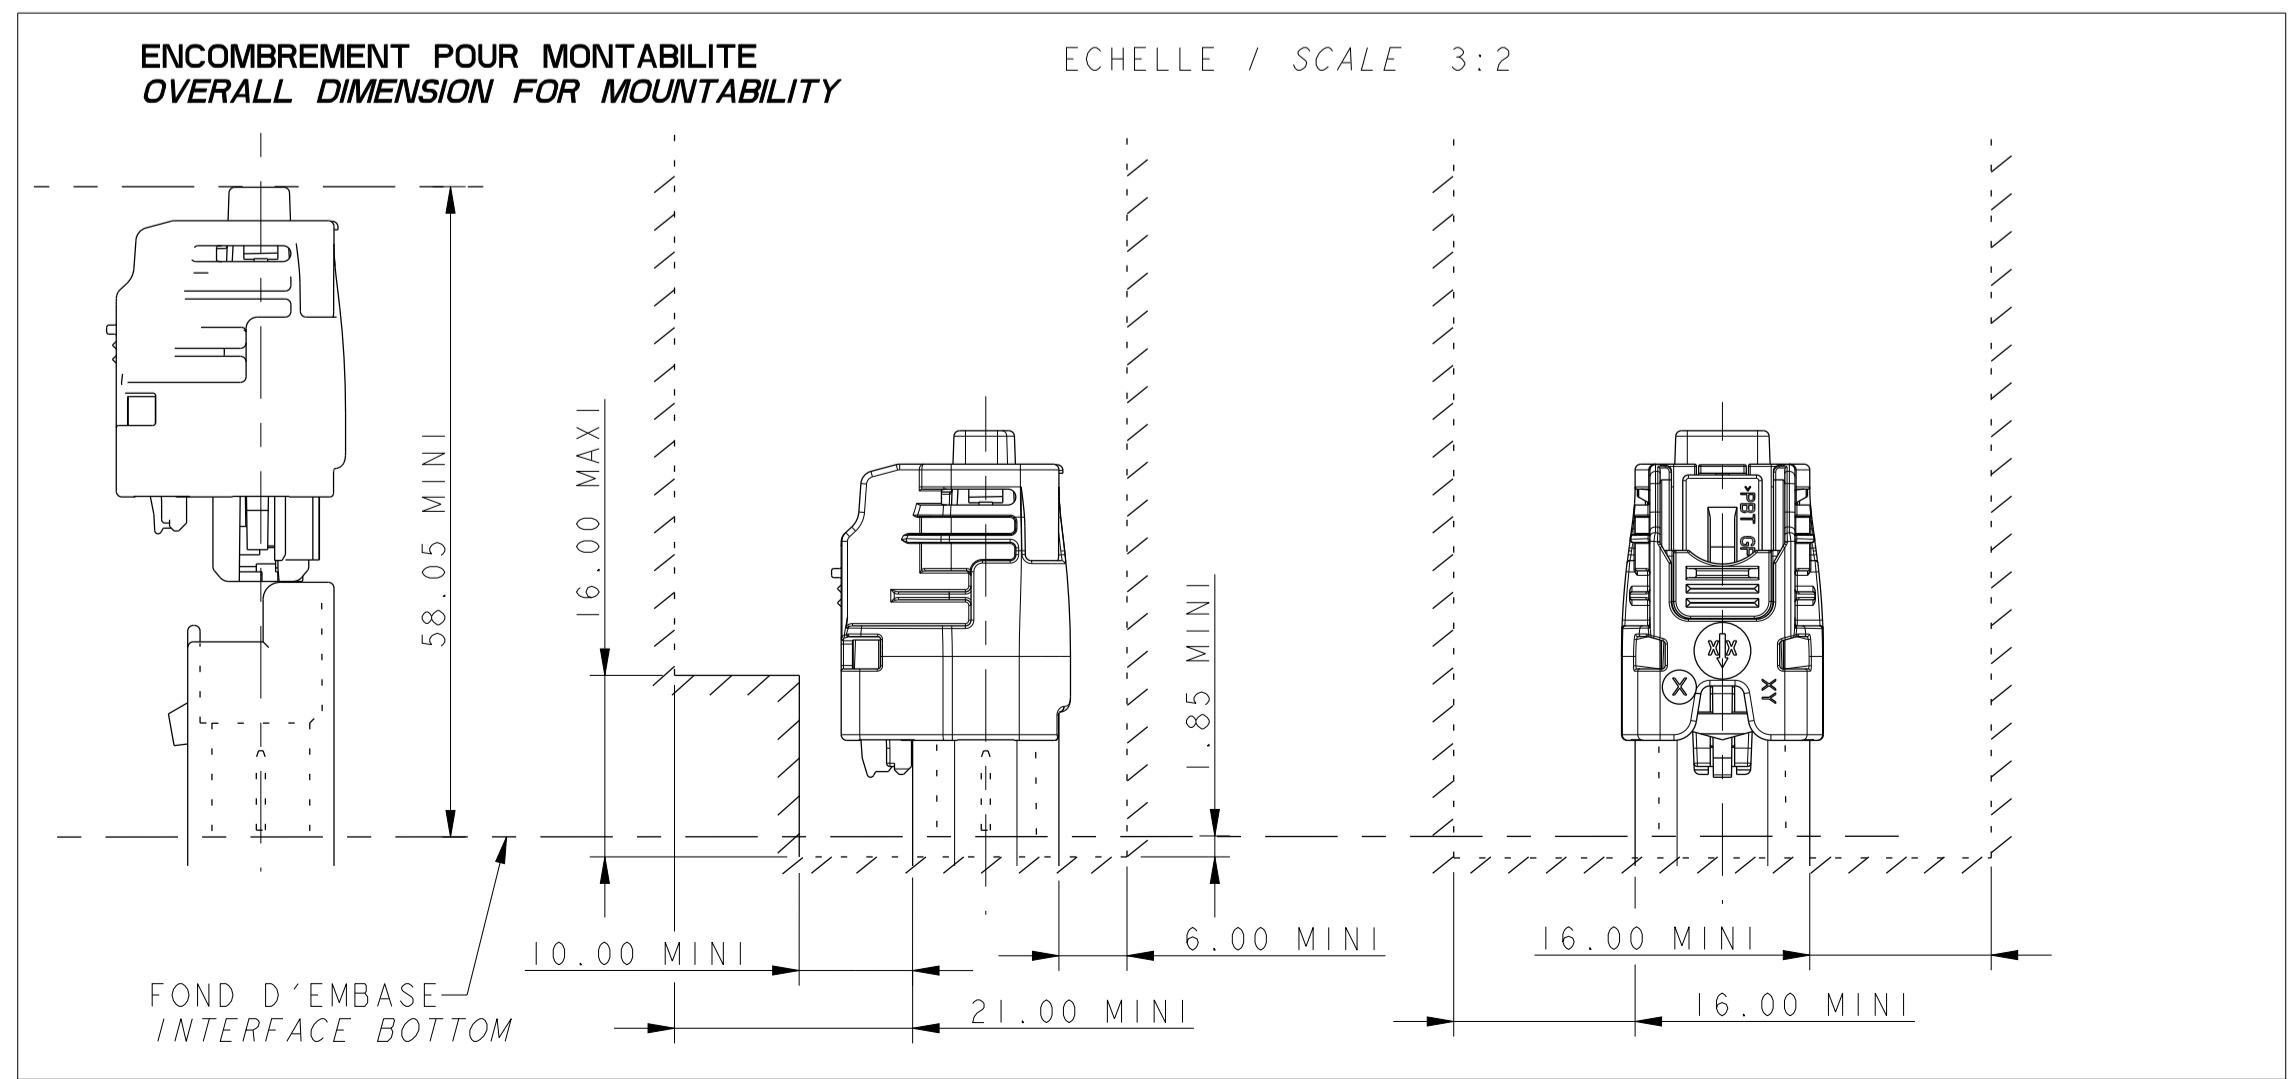 ENCOMBREMENT POUR MONTABILITE
OVERALL DIMENSION FOR MOUNTABILITY
ECHELLE / SCALE 3:2
58.05 MINI
16.00 MAXI
1.85 MINI
>PBT GF
XX
X
XY
10.00 MINI
6.00 MINI
16.00 MINI
21.00 MINI
16.00 MINI
FOND D'EMBASE
INTERFACE BOTTOM